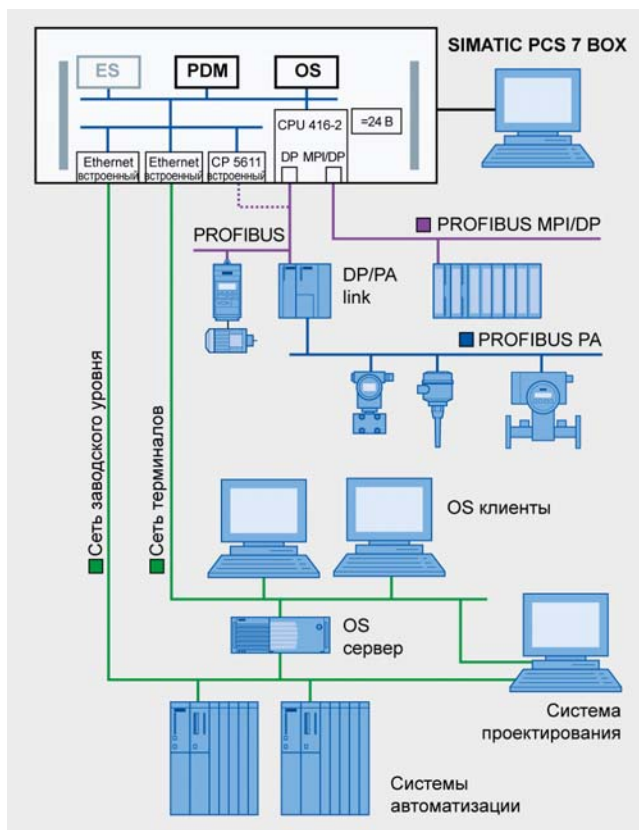 SIMATIC PCS 7 BOX
ES
PDM
OS
CPU 416-2
=24 В
DP MPI/DP
Ethernet
встроенный
Ethernet
встроенный
CP 5611
встроенный
PROFIBUS
PROFIBUS MPI/DP
DP/PA
link
PROFIBUS PA
Сеть заводского уровня
Сеть терминалов
OS клиенты
OS
сервер
Система
проектирования
Системы
автоматизации